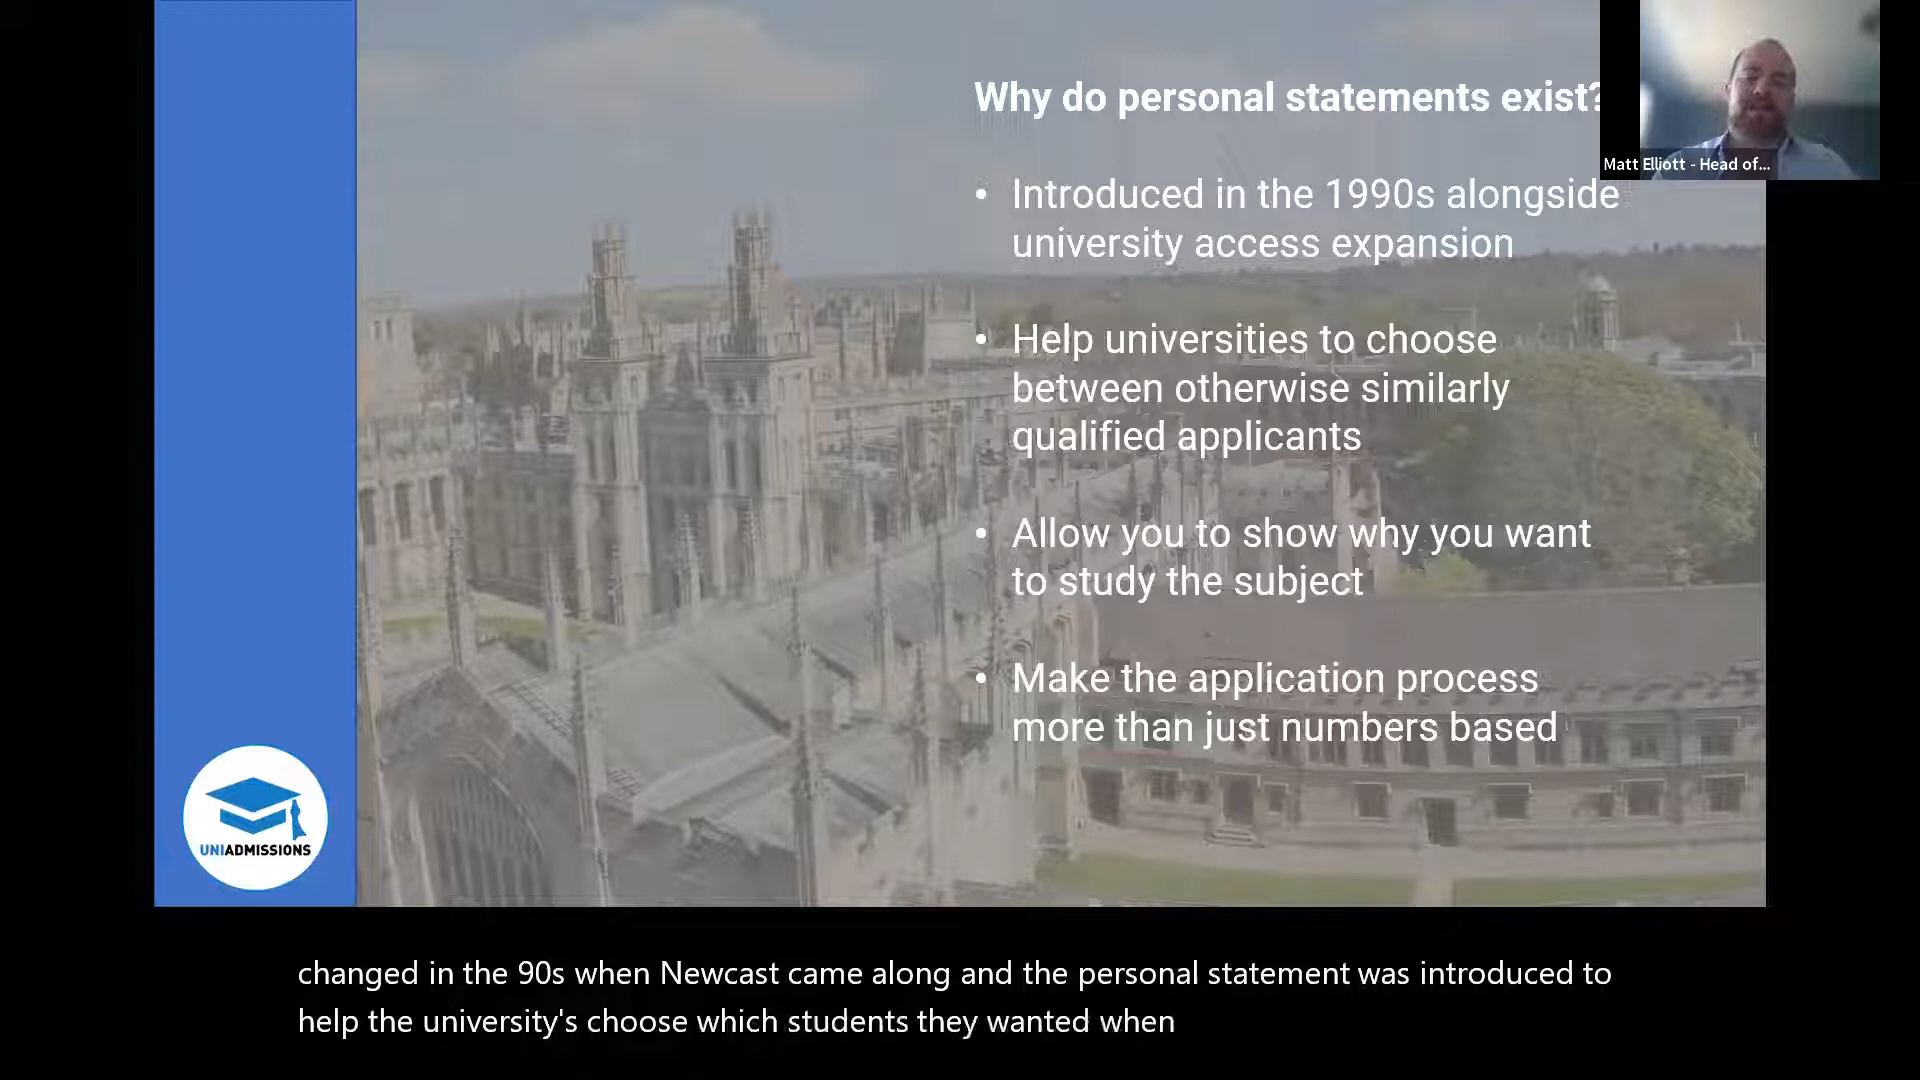 Why do personal statements exist?
Matt Elliott - Head of...
• Introduced in the 1990s alongside
university access expansion
• Help universities to choose
between otherwise similarly
qualified applicants
• Allow you to show why you want
to study the subject
• Make the application process
more than just numbers based
UNIADMISSIONS
changed in the 90s when Newcast came along and the personal statement was introduced to
help the university's choose which students they wanted when